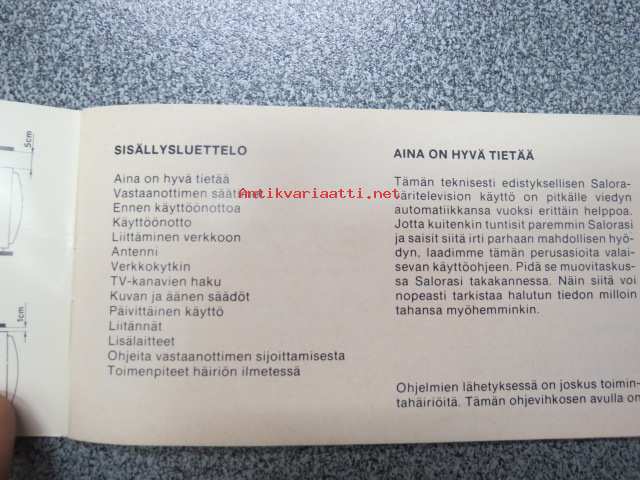 5cm
1cm
SISÄLLYSLUETTELO
Aina on hyvä tietää
Vastaanottimen säätimet
Ennen käyttöönottoa
Käyttöönotto
Liittäminen verkkoon
Antenni
Verkkokytkin
TV-kanavien haku
Kuvan ja äänen säädöt
Päivittäinen käyttö
Liitännät
Lisälaitteet
Ohjeita vastaanottimen sijoittamisesta
Toimenpiteet häiriön ilmetessä
AINA ON HYVÄ TIETÄÄ
Tämän teknisesti edistyksellisen Salora-
väritelevision käyttö on pitkälle viedyn
automatiikkansa vuoksi erittäin helppoa.
Jotta kuitenkin tuntisit paremmin Salorasi
ja saisit siitä irti parhaan mahdollisen hyö-
dyn, laadimme tämän perusasioita valai-
sevan käyttöohjeen. Pidä se muovitaskus-
sa Salorasi takakannessa. Näin siitä voi
nopeasti tarkistaa halutun tiedon milloin
tahansa myöhemminkin.
Ohjelmien lähetyksessä on joskus toimin-
tahäiriöitä. Tämän ohjevihkosen avulla on
Antikvariaatti.net